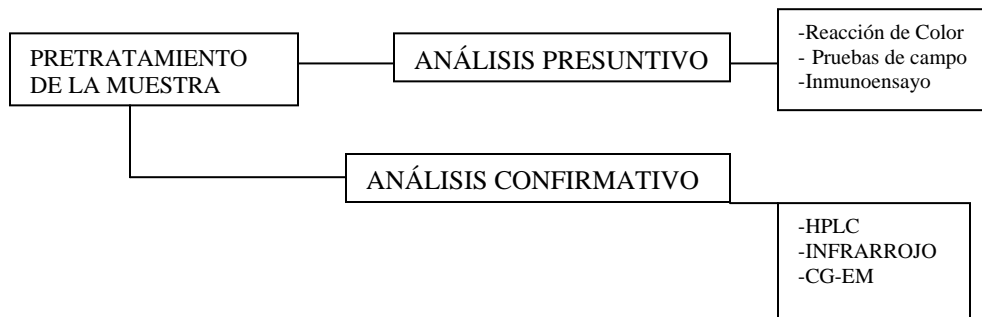 PRETRATAMIENTO
DE LA MUESTRA
ANÁLISIS PRESUNTIVO
-Reacción de Color
- Pruebas de campo
-Inmunoensayo
ANÁLISIS CONFIRMATIVO
-HPLC
-INFRARROJO
-CG-EM